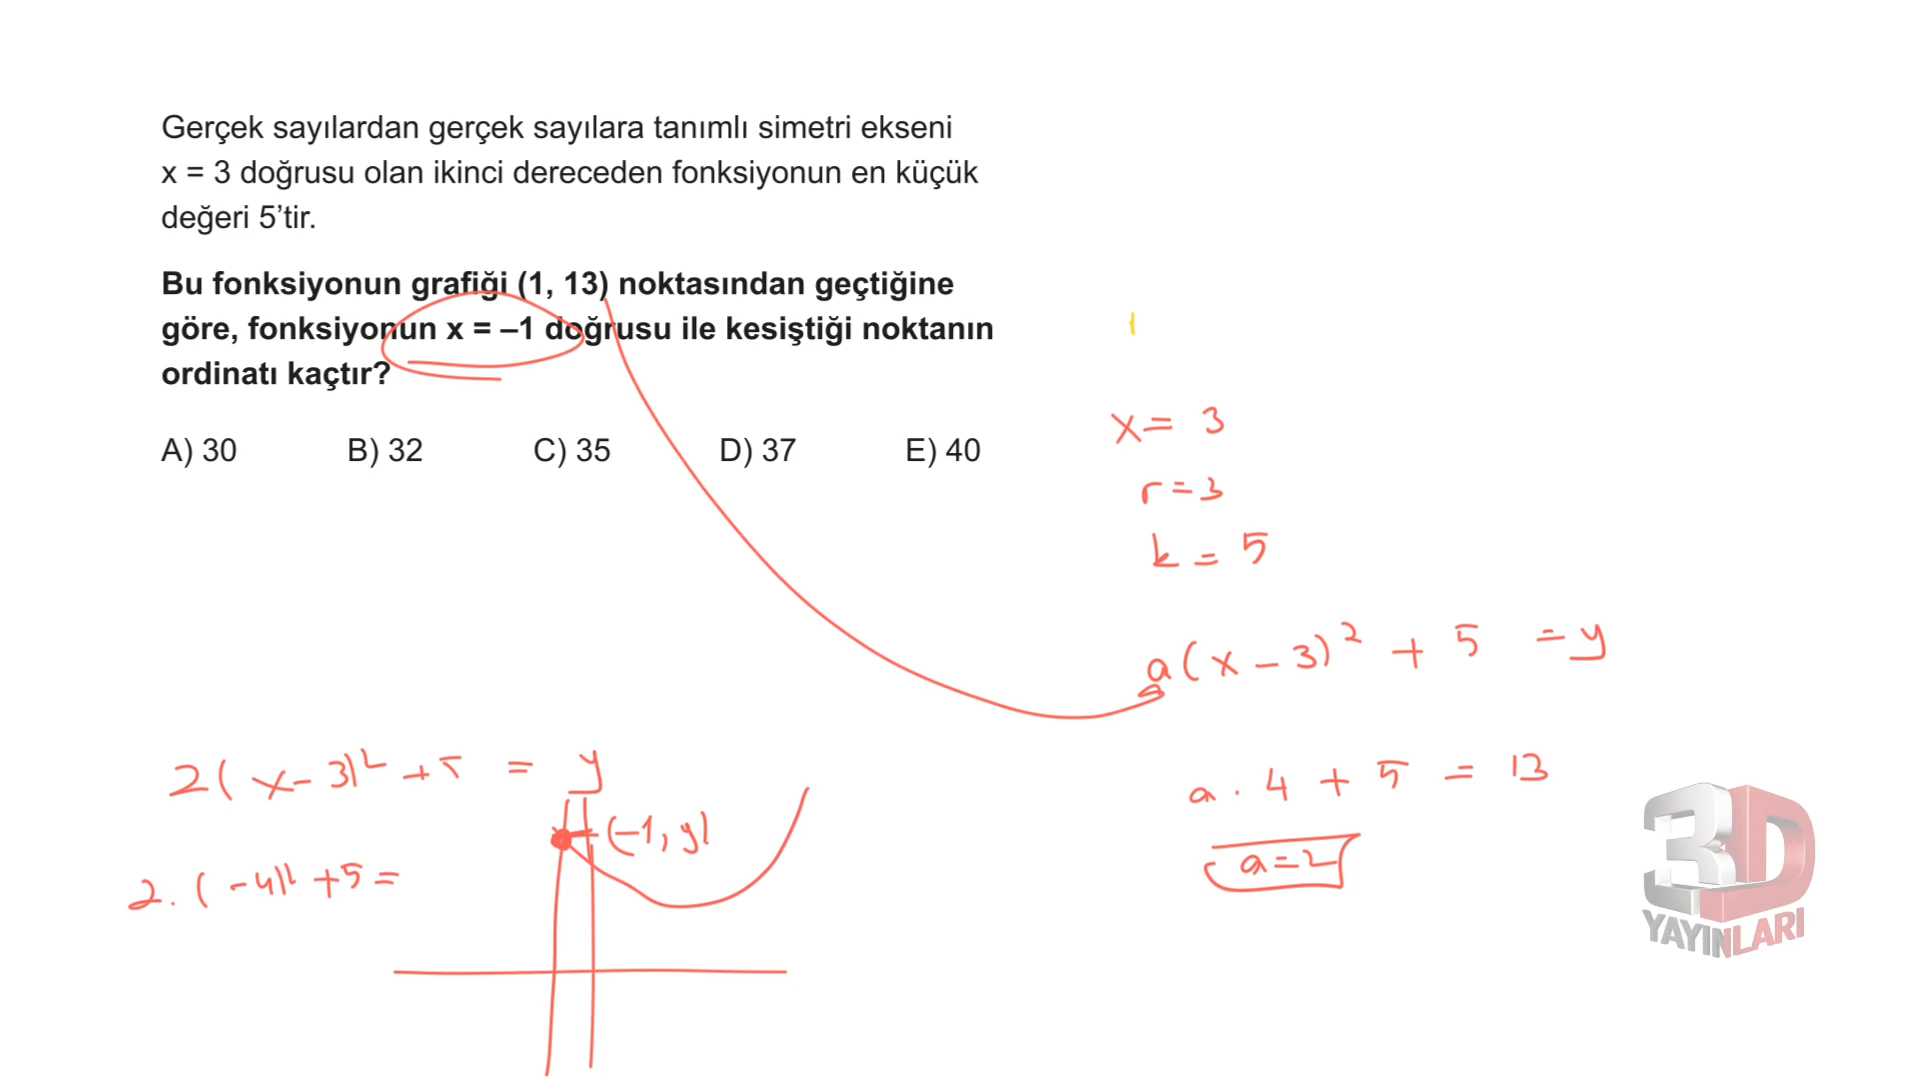 Gerçek sayılardan gerçek sayılara tanımlı simetri ekseni
x = 3 doğrusu olan ikinci dereceden fonksiyonun en küçük
değeri 5’tir.
Bu fonksiyonun grafiği (1, 13) noktasından geçtiğine
göre, fonksiyonun x = –1 doğrusu ile kesiştiği noktanın
ordinatı kaçtır?
A) 30 B) 32 C) 35 D) 37 E) 40
x = 3
r = 3
k = 5
a(x – 3)² + 5 = y
a . 4 + 5 = 13
a = 2
2(x – 3)² + 5 = y
(–1, y)
2 . (–4)² + 5 =
3D
YAYINLARI